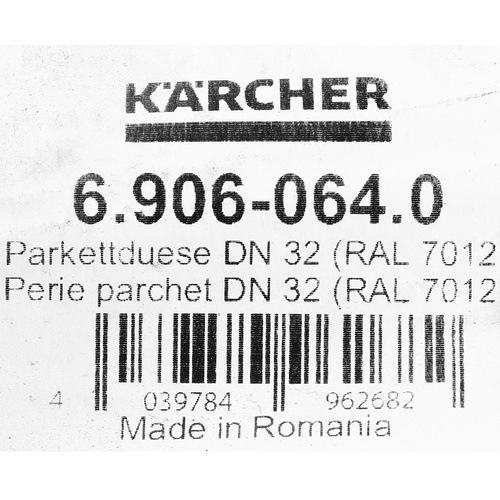 KÄRCHER
6.906-064.0
Parkettduese DN 32 (RAL 7012
Perie parchet DN 32 (RAL 7012
4 039784 962682
Made in Romania